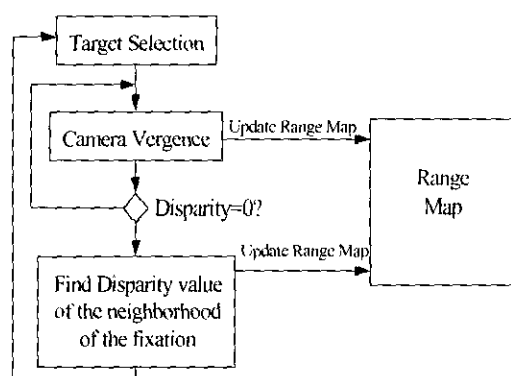 Target Selection
Camera Vergence
Update Range Map
Range
Map
Disparity=0?
Update Range Map
Find Disparity value
of the neighborhood
of the fixation